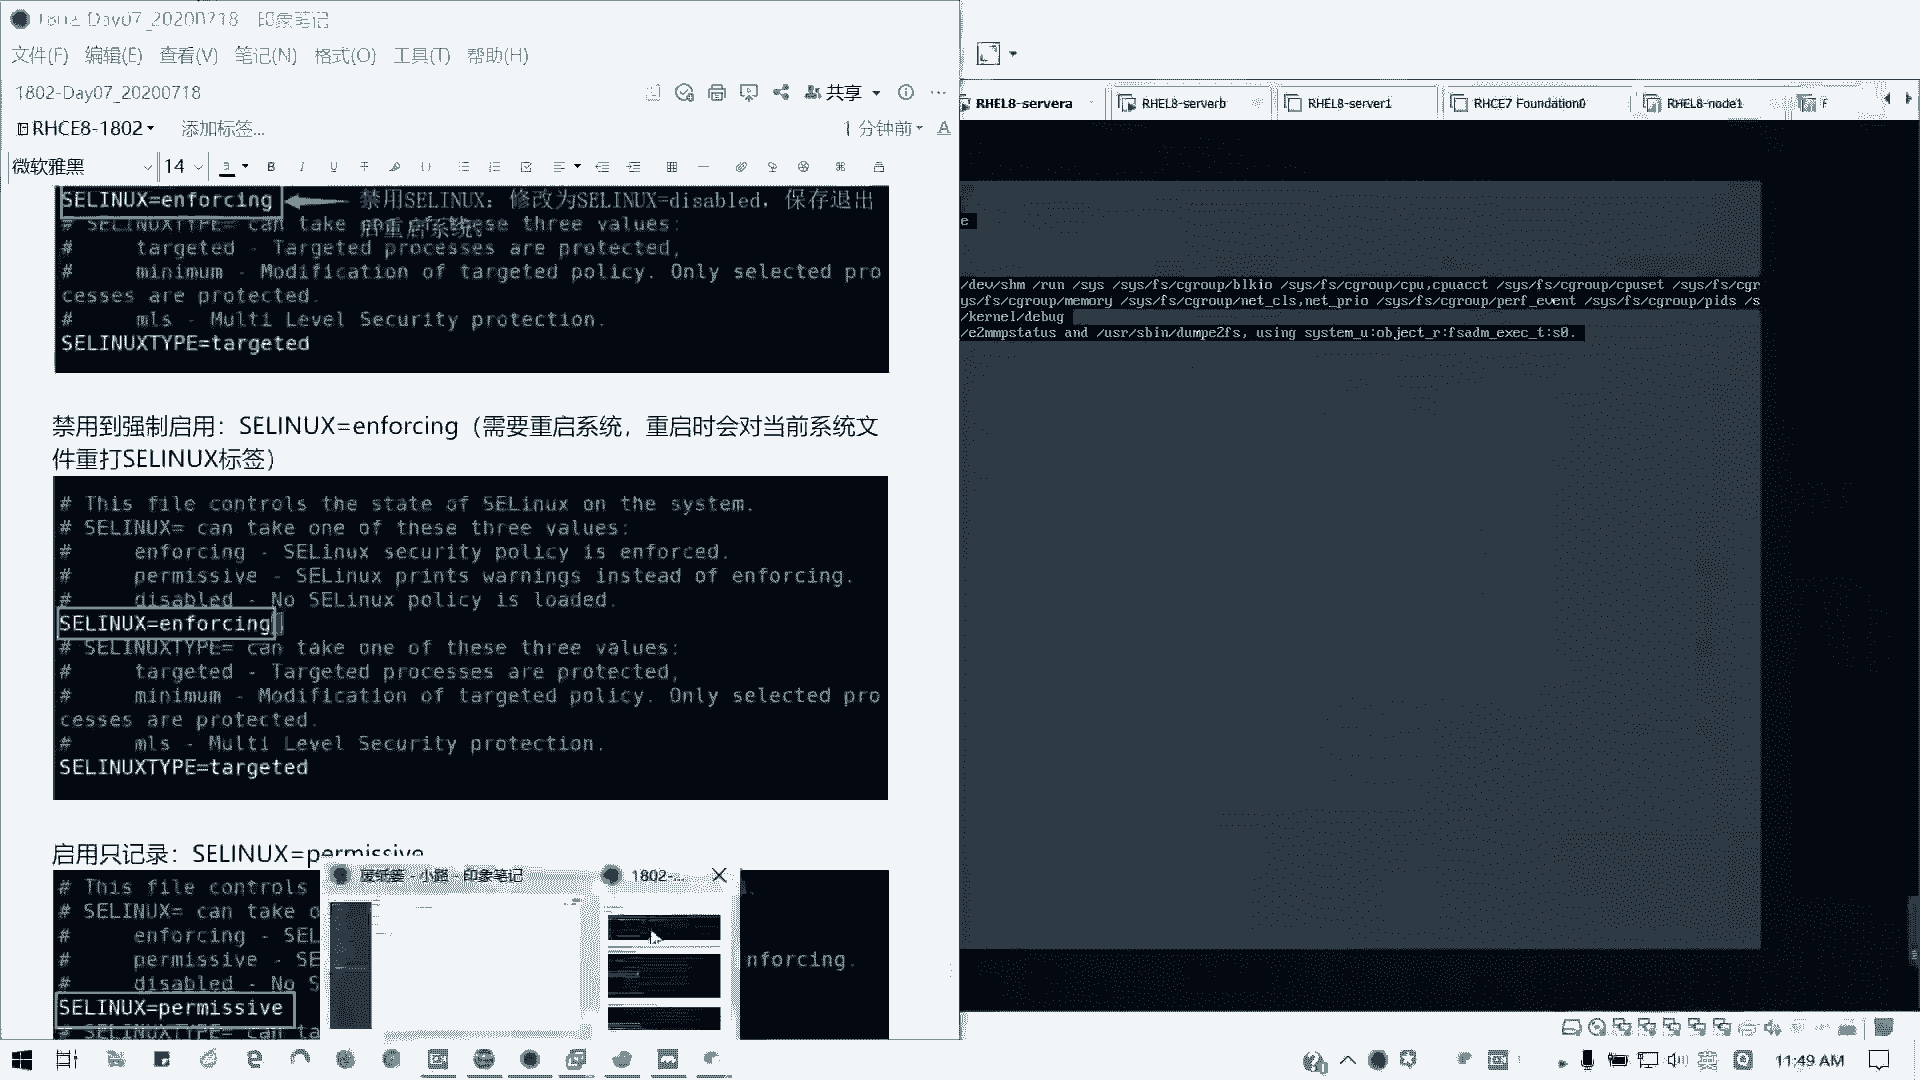 1802-Day07_20200718 - 印象笔记
文件(F) 编辑(E) 查看(V) 笔记(N) 格式(O) 工具(T) 帮助(H)
1802-Day07_20200718
共享
RHCE8-1802
添加标签...
1 分钟前
微软雅黑
14
SELINUX=enforcing
禁用SELINUX：修改为SELINUX=disabled，保存退出
后重启系统。
# SELINUXTYPE= can take one of these three values:
#      targeted - Targeted processes are protected,
#      minimum - Modification of targeted policy. Only selected pro
cesses are protected.
#      mls - Multi Level Security protection.
SELINUXTYPE=targeted
禁用到强制启用：SELINUX=enforcing（需要重启系统，重启时会对当前系统文
件重打SELINUX标签）
# This file controls the state of SELinux on the system.
# SELINUX= can take one of these three values:
#      enforcing - SELinux security policy is enforced.
#      permissive - SELinux prints warnings instead of enforcing.
#      disabled - No SELinux policy is loaded.
SELINUX=enforcing
# SELINUXTYPE= can take one of these three values:
#      targeted - Targeted processes are protected,
#      minimum - Modification of targeted policy. Only selected pro
cesses are protected.
#      mls - Multi Level Security protection.
SELINUXTYPE=targeted
启用只记录：SELINUX=permissive
# This file controls
# SELINUX= can take o
#      enforcing - SEL
#      permissive - SE
nforcing.
#      disabled - No S
SELINUX=permissive
# SELINUXTYPE= can ta
废纸篓 - 小路 - 印象笔记
1802-...
RHEL8-servera
RHEL8-serverb
RHEL8-server1
RHCE7 Foundation0
RHEL8-node1
e
/dev/shm /run /sys /sys/fs/cgroup/blkio /sys/fs/cgroup/cpu,cpuacct /sys/fs/cgroup/cpuset /sys/fs/cgr
ys/fs/cgroup/memory /sys/fs/cgroup/net_cls,net_prio /sys/fs/cgroup/perf_event /sys/fs/cgroup/pids /s
/kernel/debug
/e2mmpstatus and /usr/sbin/dumpe2fs, using system_u:object_r:fsadm_exec_t:s0.
英
11:49 AM